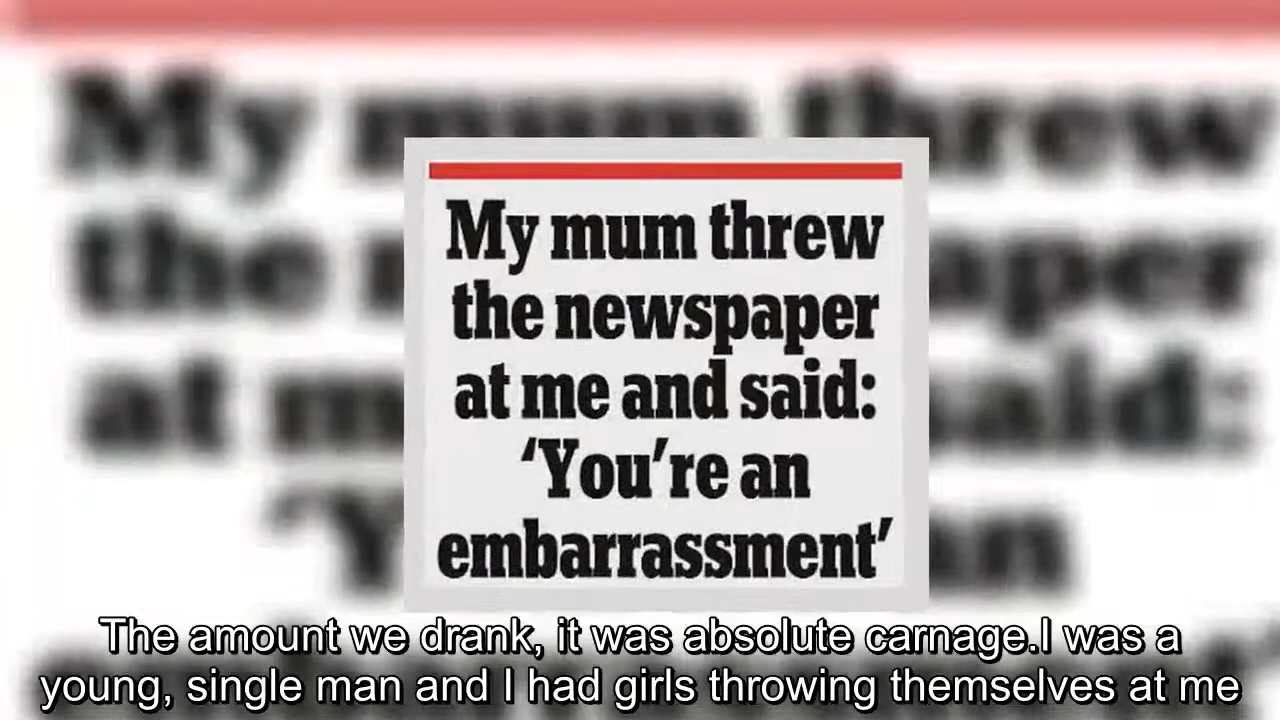 My mum threw
the newspaper
at me and said:
‘You’re an
embarrassment’
The amount we drank, it was absolute carnage.I was a
young, single man and I had girls throwing themselves at me